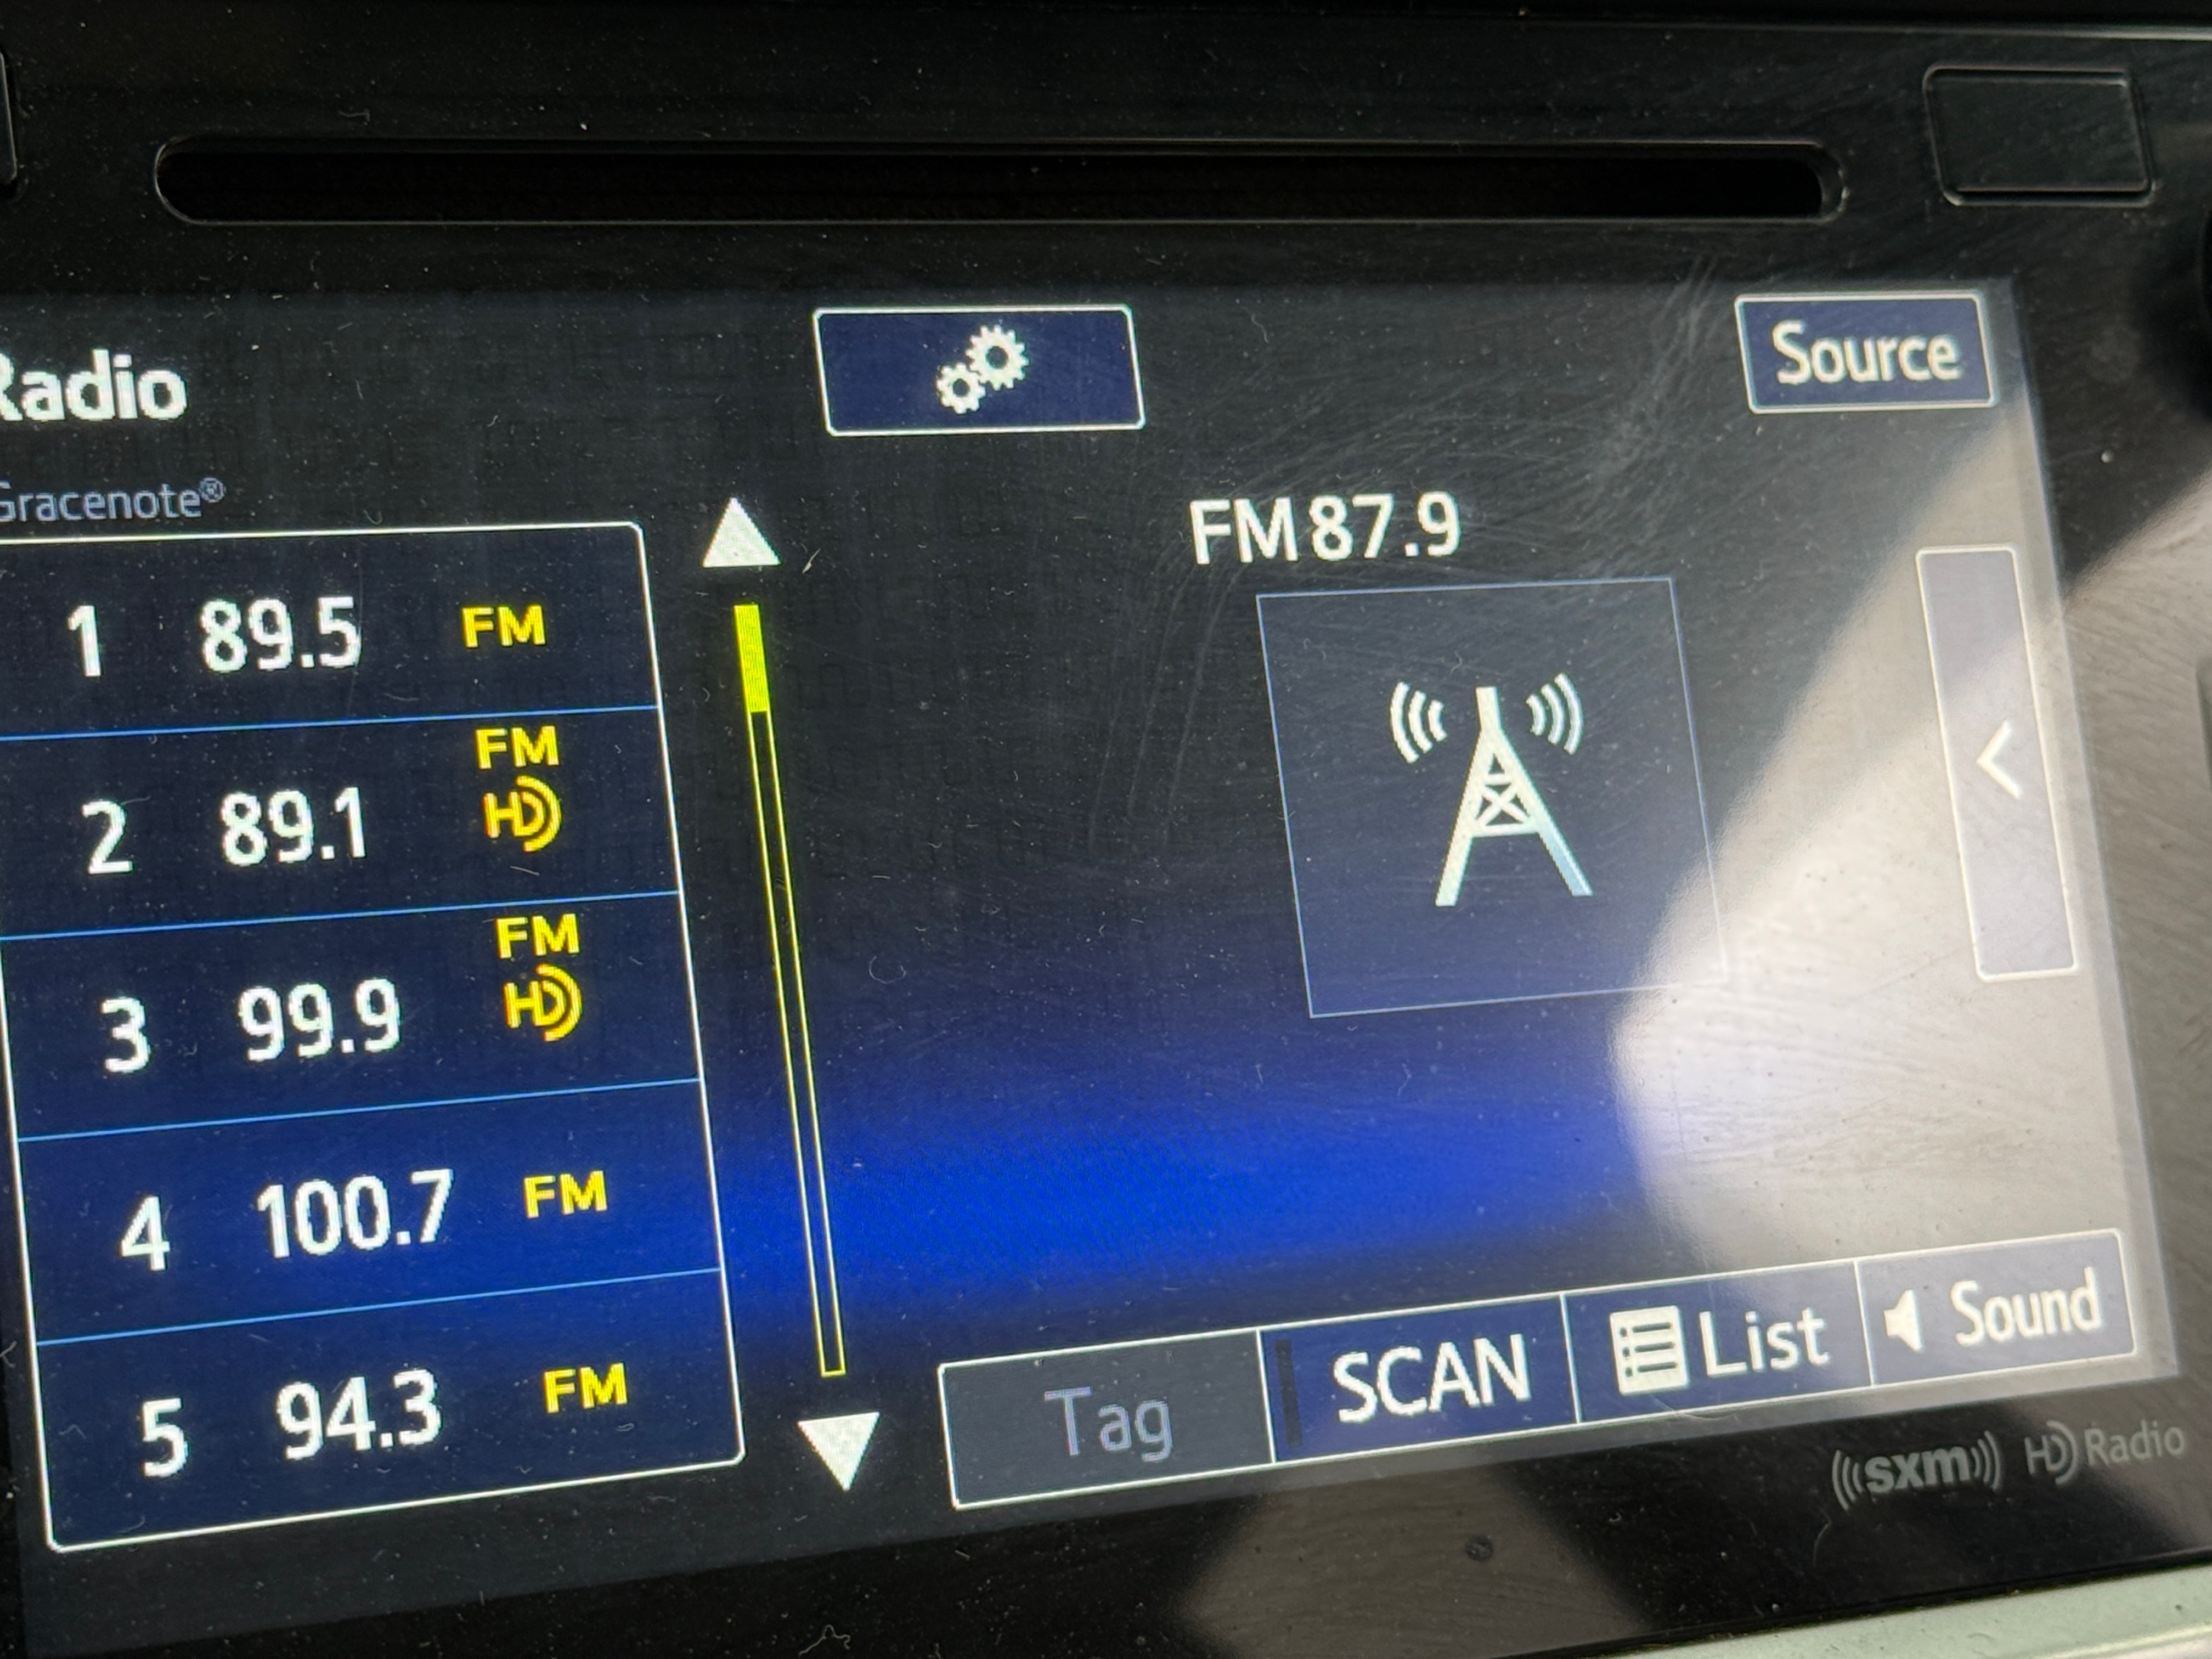 Radio
Source
Gracenote®
FM 87.9
1 89.5 FM
2 89.1 FM HD
3 99.9 FM HD
4 100.7 FM
5 94.3 FM
Tag SCAN List Sound
((sxm)) HD Radio